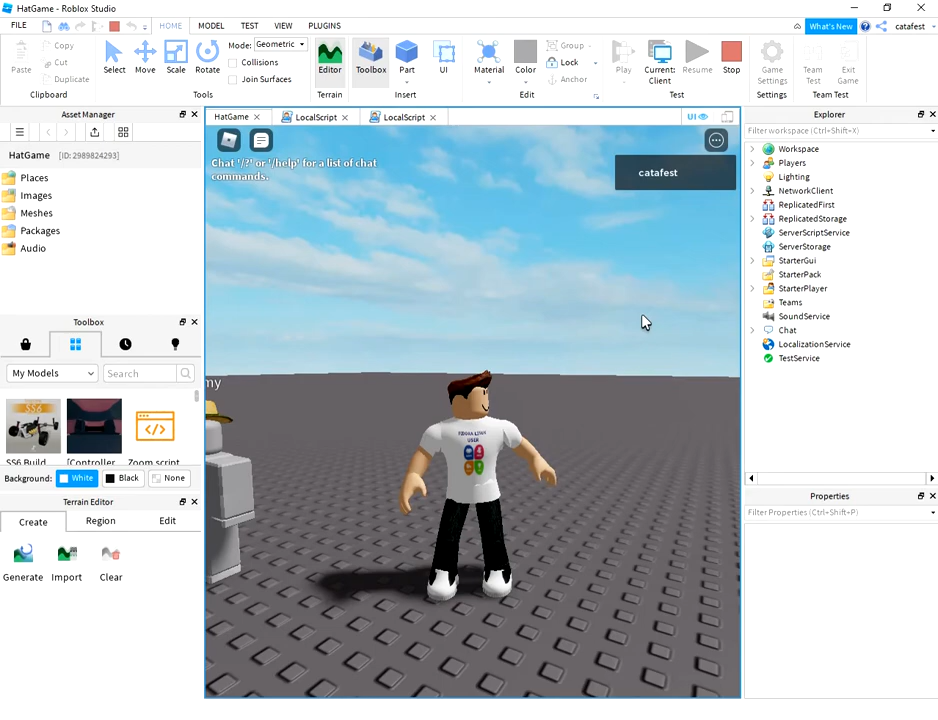 HatGame - Roblox Studio
FILE
HOME
MODEL
TEST
VIEW
PLUGINS
What's New
catafest
Paste
Copy
Cut
Duplicate
Clipboard
Select
Move
Scale
Rotate
Mode:
Geometric
Collisions
Join Surfaces
Tools
Editor
Terrain
Toolbox
Part
UI
Insert
Material
Color
Group
Lock
Anchor
Edit
Play
Current:
Client
Resume
Stop
Test
Game
Settings
Settings
Team
Test
Exit
Game
Team Test
Asset Manager
HatGame [ID: 2989824293]
Places
Images
Meshes
Packages
Audio
Toolbox
My Models
Search
SS6
SS6 Build
[Controller
Zoom script
Background:
White
Black
None
Terrain Editor
Create
Region
Edit
Generate
Import
Clear
HatGame
LocalScript
LocalScript
UI
Chat '/?' or '/help' for a list of chat
commands.
catafest
my
USER
Explorer
Filter workspace (Ctrl+Shift+X)
Workspace
Players
Lighting
NetworkClient
ReplicatedFirst
ReplicatedStorage
ServerScriptService
ServerStorage
StarterGui
StarterPack
StarterPlayer
Teams
SoundService
Chat
LocalizationService
TestService
Properties
Filter Properties (Ctrl+Shift+P)